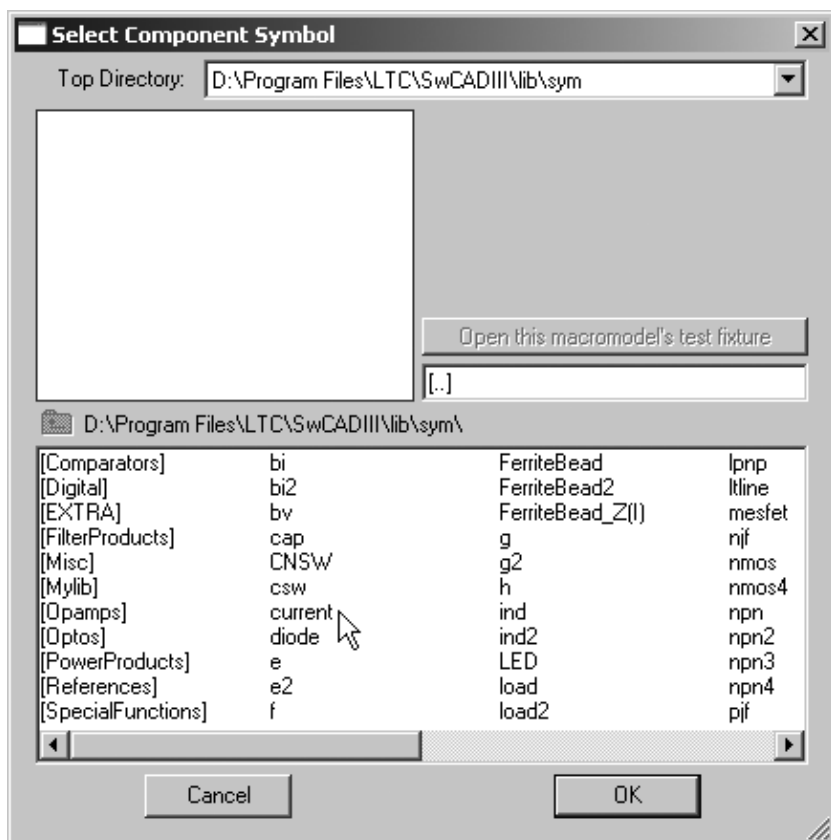 Select Component Symbol
Top Directory: D:\Program Files\LTC\SwCADIII\lib\sym
Open this macromodel's test fixture
[..]
D:\Program Files\LTC\SwCADIII\lib\sym\
[Comparators] bi FerriteBead lpnp
[Digital] bi2 FerriteBead2 ltline
[EXTRA] bv FerriteBead_Z(I) mesfet
[FilterProducts] cap g njf
[Misc] CNSW g2 nmos
[Mylib] csw h nmos4
[Opamps] current ind npn
[Optos] diode ind2 npn2
[PowerProducts] e LED npn3
[References] e2 load npn4
[SpecialFunctions] f load2 pjf
Cancel OK